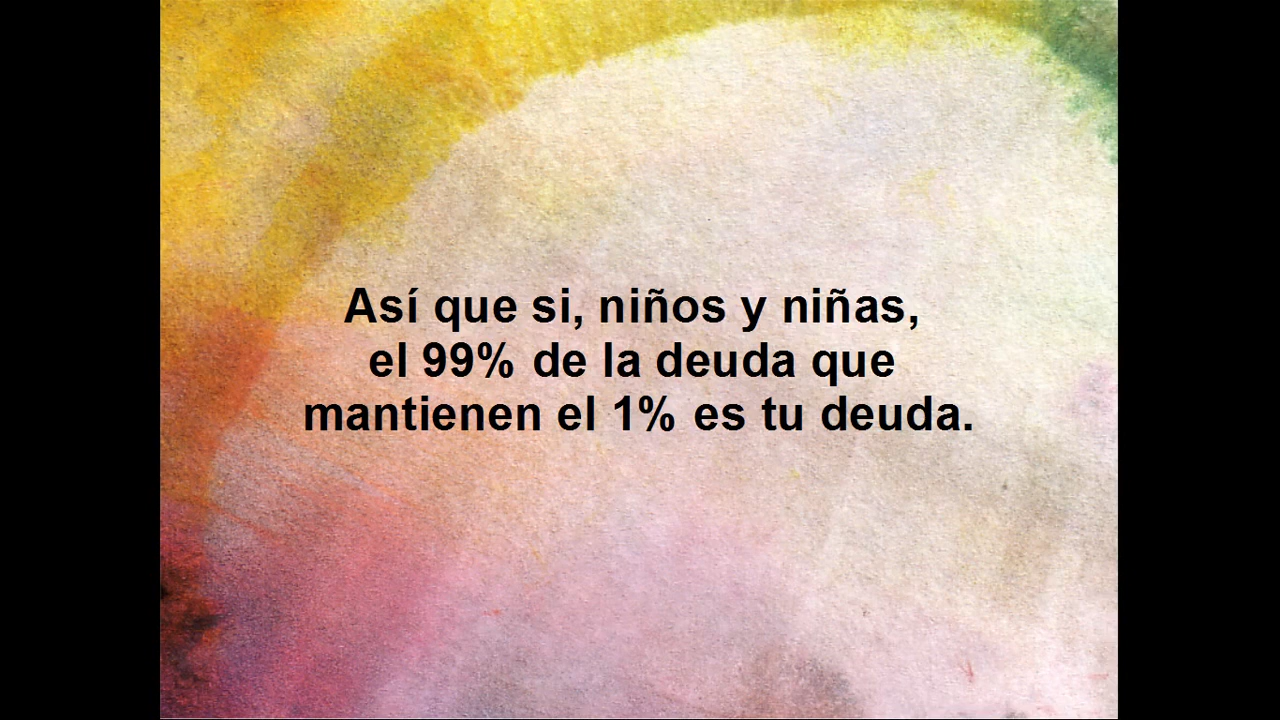 Así que si, niños y niñas,
el 99% de la deuda que
mantienen el 1% es tu deuda.